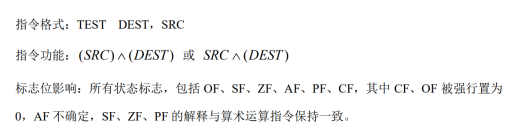 指令格式：TEST DEST，SRC
指令功能：(SRC)∧(DEST) 或 SRC∧(DEST)
标志位影响：所有状态标志，包括 OF、SF、ZF、AF、PF、CF，其中 CF、OF 被强行置为
0，AF 不确定，SF、ZF、PF 的解释与算术运算指令保持一致。